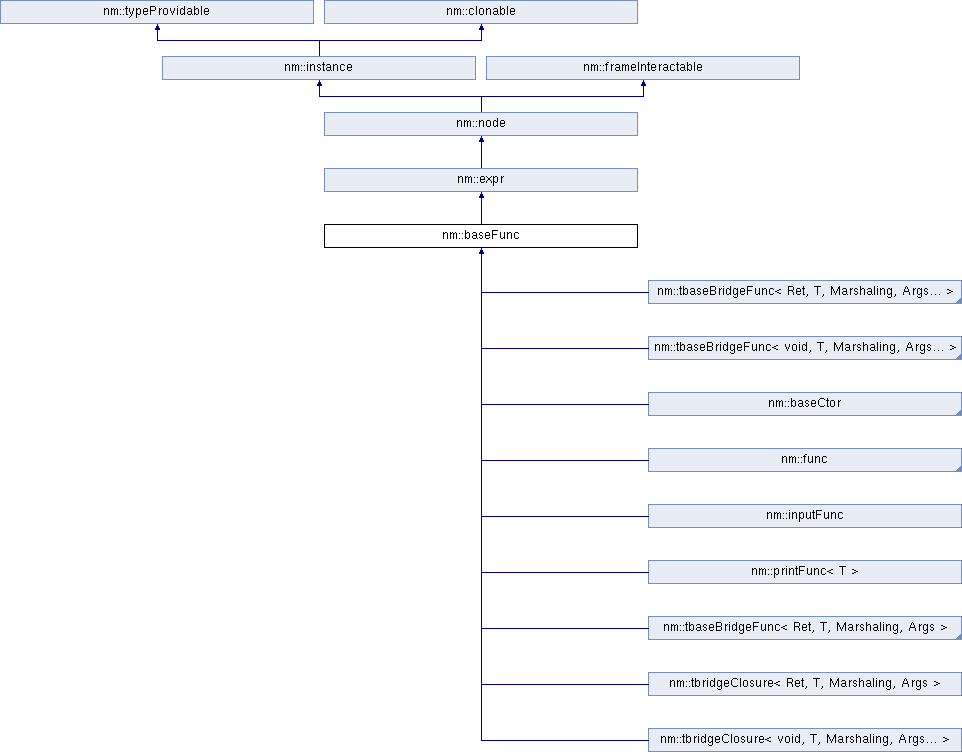 nm::typeProvidable
nm::clonable
nm::instance
nm::frameInteractable
nm::node
nm::expr
nm::baseFunc
nm::tbaseBridgeFunc< Ret, T, Marshaling, Args... >
nm::tbaseBridgeFunc< void, T, Marshaling, Args... >
nm::baseCtor
nm::func
nm::inputFunc
nm::printFunc< T >
nm::tbaseBridgeFunc< Ret, T, Marshaling, Args >
nm::tbridgeClosure< Ret, T, Marshaling, Args >
nm::tbridgeClosure< void, T, Marshaling, Args... >